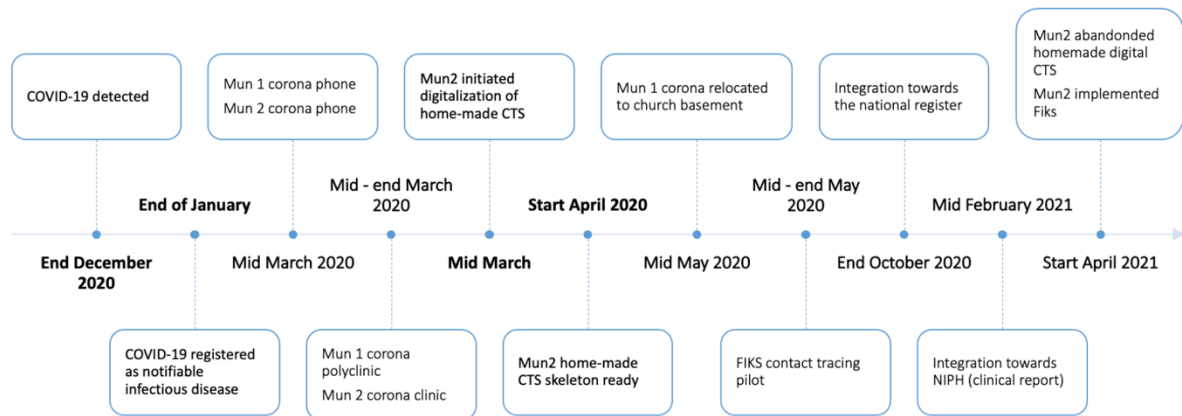 COVID-19 detected
Mun 1 corona phone
Mun 2 corona phone
Mun2 initiated
digitalization of
home-made CTS
Mun 1 corona relocated
to church basement
Integration towards
the national register
Mun2 abandonded
homemade digital
CTS
Mun2 implemented
Fiks
End of January
Mid - end March
2020
Start April 2020
Mid - end May
2020
Mid February 2021
End December
2020
Mid March 2020
Mid March
Mid May 2020
End October 2020
Start April 2021
COVID-19 registered
as notifiable
infectious disease
Mun 1 corona
polyclinic
Mun 2 corona clinic
Mun2 home-made
CTS skeleton ready
FIKS contact tracing
pilot
Integration towards
NIPH (clinical report)